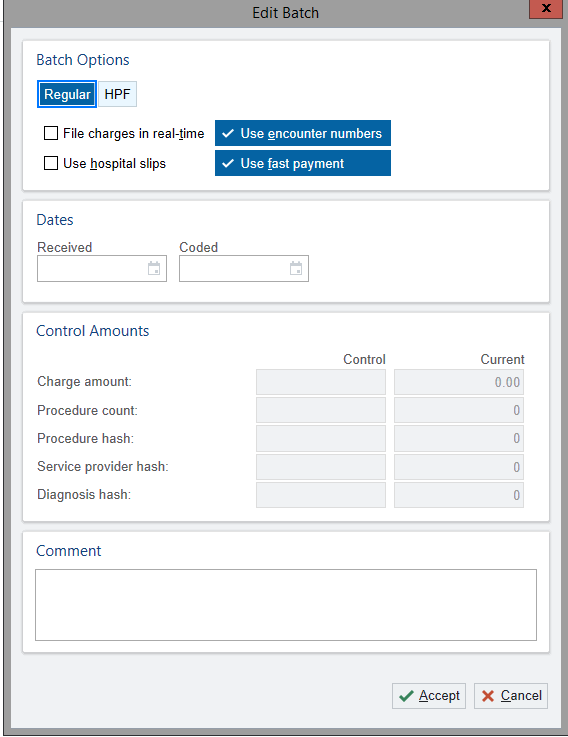 Edit Batch
x
Batch Options
Regular HPF
File charges in real-time Use encounter numbers
Use hospital slips Use fast payment
Dates
Received Coded
Control Amounts
Control Current
Charge amount: 0.00
Procedure count: 0
Procedure hash: 0
Service provider hash: 0
Diagnosis hash: 0
Comment
Accept Cancel